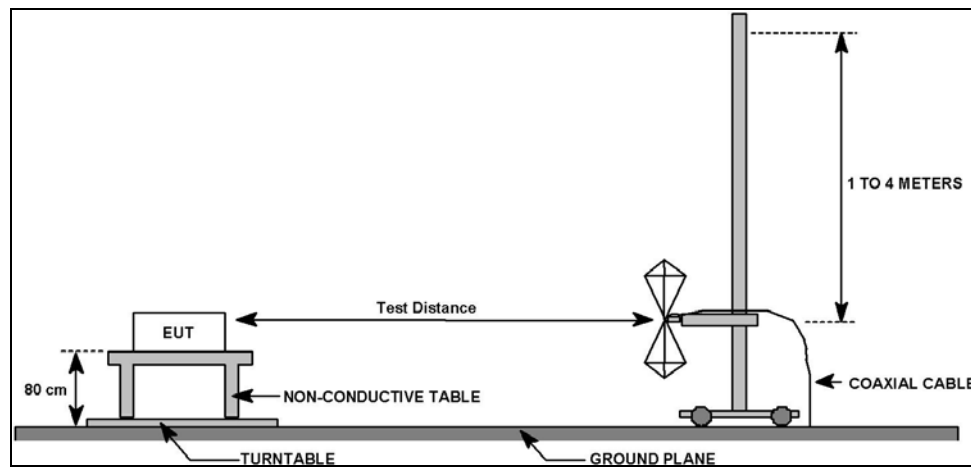 1 TO 4 METERS
Test Distance
EUT
80 cm
NON-CONDUCTIVE TABLE
COAXIAL CABLE
TURNTABLE
GROUND PLANE